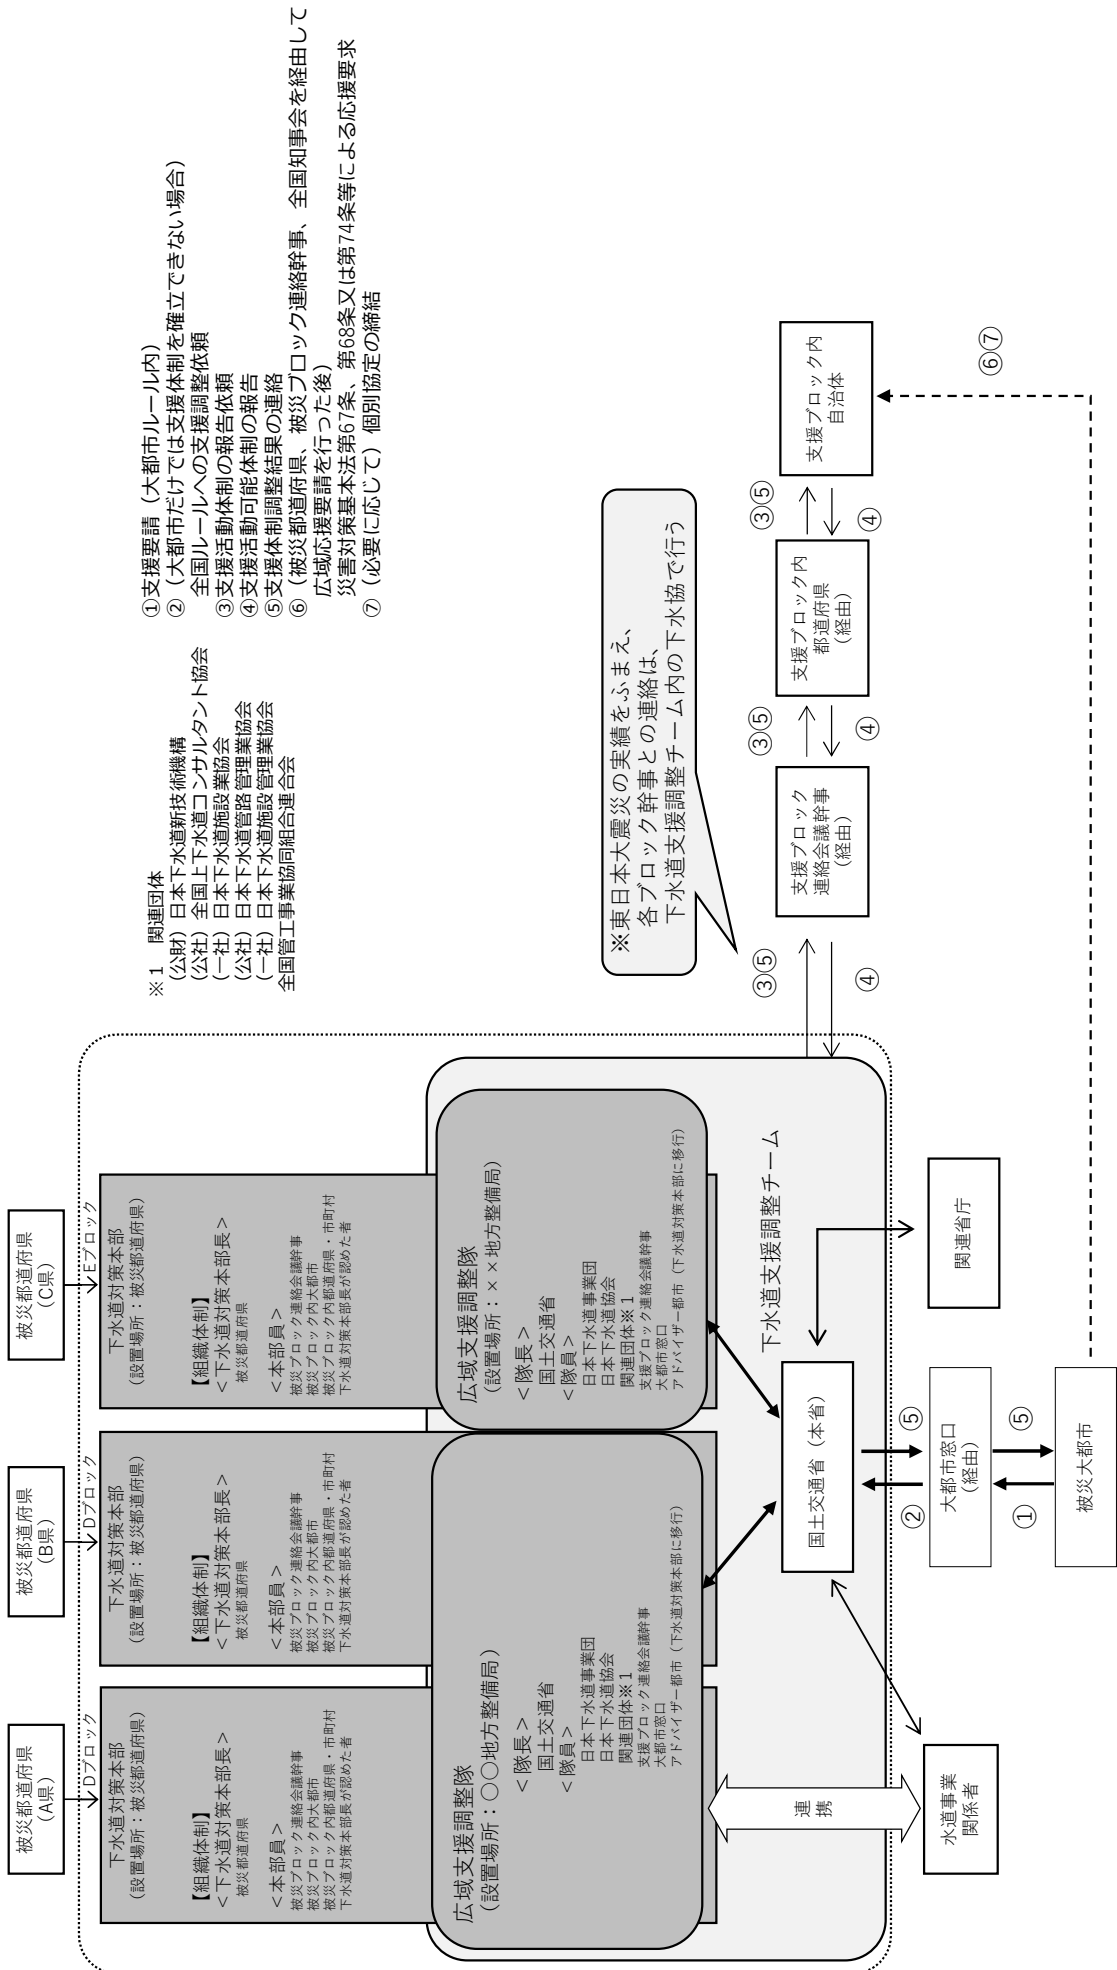 被災都道府県
(A県)
Dブロック
下水道対策本部
(設置場所：被災都道府県)
【組織体制】
＜下水道対策本部長＞
被災都道府県
＜本部員＞
被災ブロック連絡会議幹事
被災ブロック内大都市
被災ブロック内都道府県・市町村
下水道対策本部長が認めた者
被災都道府県
(B県)
Dブロック
下水道対策本部
(設置場所：被災都道府県)
【組織体制】
＜下水道対策本部長＞
被災都道府県
＜本部員＞
被災ブロック連絡会議幹事
被災ブロック内大都市
被災ブロック内都道府県・市町村
下水道対策本部長が認めた者
被災都道府県
(C県)
Eブロック
下水道対策本部
(設置場所：被災都道府県)
【組織体制】
＜下水道対策本部長＞
被災都道府県
＜本部員＞
被災ブロック連絡会議幹事
被災ブロック内大都市
被災ブロック内都道府県・市町村
下水道対策本部長が認めた者
広域支援調整隊
(設置場所：○○地方整備局)
＜隊長＞
国土交通省
＜隊員＞
日本下水道事業団
日本下水道協会
関連団体※１
支援ブロック連絡会議幹事
大都市窓口
アドバイザー都市（下水道対策本部に移行）
広域支援調整隊
(設置場所：××地方整備局)
＜隊長＞
国土交通省
＜隊員＞
日本下水道事業団
日本下水道協会
関連団体※１
支援ブロック連絡会議幹事
大都市窓口
アドバイザー都市（下水道対策本部に移行）
下水道支援調整チーム
国土交通省（本省）
連携
水道事業
関係者
関連省庁
② ⑤
大都市窓口
(経由)
① ⑤
被災大都市
※１　関連団体
(公財）日本下水道新技術機構
(公社）全国上下水道コンサルタント協会
(一社）日本下水道施設業協会
(公社）日本下水道管路管理業協会
(一社）日本下水道施設管理業協会
全国管工事業協同組合連合会
①支援要請（大都市ルール内）
②（大都市だけでは支援体制を確立できない場合）
全国ルールへの支援調整依頼
③支援活動体制の報告依頼
④支援活動可能体制の報告
⑤支援体制調整結果の連絡
⑥（被災都道府県、被災ブロック連絡幹事、全国知事会を経由して
広域応援要請を行った後）
災害対策基本法第67条、第68条又は第74条等による応援要求
⑦（必要に応じて）個別協定の締結
※東日本大震災の実績をふまえ、
各ブロック幹事との連絡は、
下水道支援調整チーム内の下水協で行う
③⑤
④
支援ブロック
連絡会議幹事
(経由)
③⑤
④
支援ブロック内
都道府県
(経由)
③⑤
④
支援ブロック内
自治体
⑥⑦